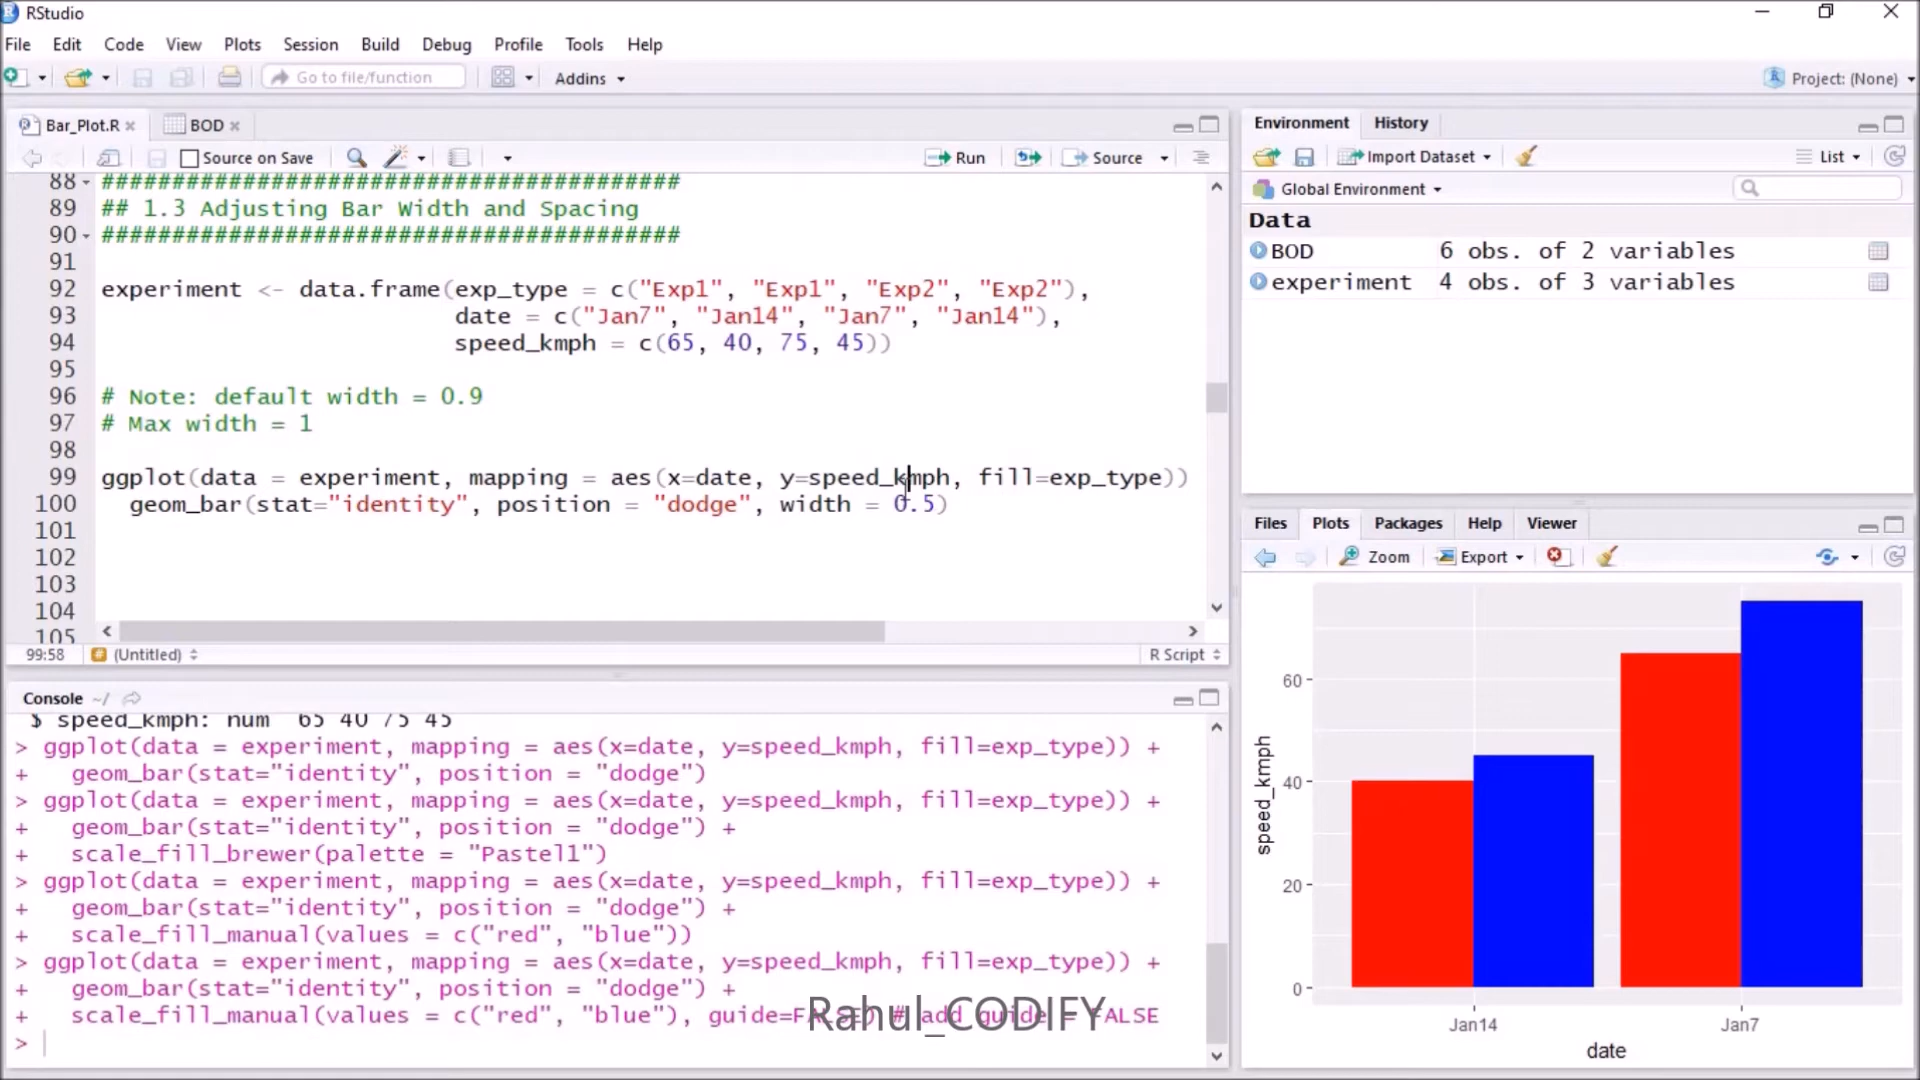 RStudio
File Edit Code View Plots Session Build Debug Profile Tools Help
Go to file/function Addins Project: (None)
Bar_Plot.R BOD
Source on Save Run Source
88 #########################################
89 ## 1.3 Adjusting Bar Width and Spacing
90 #########################################
91
92 experiment <- data.frame(exp_type = c("Exp1", "Exp1", "Exp2", "Exp2"),
93 date = c("Jan7", "Jan14", "Jan7", "Jan14"),
94 speed_kmph = c(65, 40, 75, 45))
95
96 # Note: default width = 0.9
97 # Max width = 1
98
99 ggplot(data = experiment, mapping = aes(x=date, y=speed_kmph, fill=exp_type))
100 geom_bar(stat="identity", position = "dodge", width = 0.5)
101
102
103
104
105
99:58 (Untitled) R Script
Console ~/
$ speed_kmph: num 65 40 75 45
> ggplot(data = experiment, mapping = aes(x=date, y=speed_kmph, fill=exp_type)) +
+ geom_bar(stat="identity", position = "dodge")
> ggplot(data = experiment, mapping = aes(x=date, y=speed_kmph, fill=exp_type)) +
+ geom_bar(stat="identity", position = "dodge") +
+ scale_fill_brewer(palette = "Pastel1")
> ggplot(data = experiment, mapping = aes(x=date, y=speed_kmph, fill=exp_type)) +
+ geom_bar(stat="identity", position = "dodge") +
+ scale_fill_manual(values = c("red", "blue"))
> ggplot(data = experiment, mapping = aes(x=date, y=speed_kmph, fill=exp_type)) +
+ geom_bar(stat="identity", position = "dodge") +
+ scale_fill_manual(values = c("red", "blue"), guide=FALSE) # add guide = FALSE
>
Rahul_CODIFY
Environment History
Import Dataset List
Global Environment
Data
BOD 6 obs. of 2 variables
experiment 4 obs. of 3 variables
Files Plots Packages Help Viewer
Zoom Export
60
40
20
0
speed_kmph
Jan14 Jan7
date